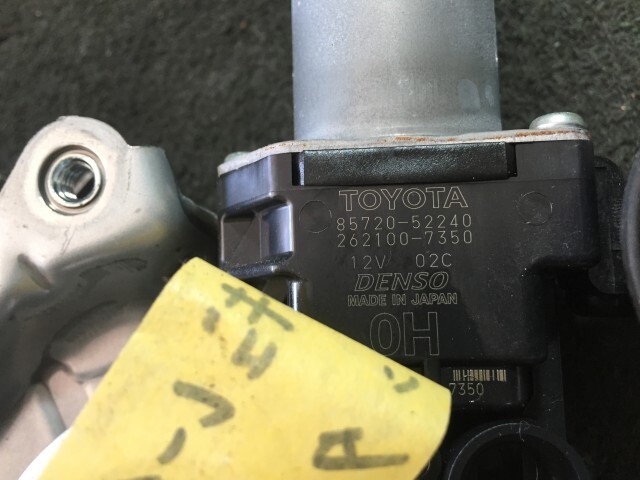 TOYOTA
85720-52240
262100-7350
12V 02C
DENSO
MADE IN JAPAN
0H
7350